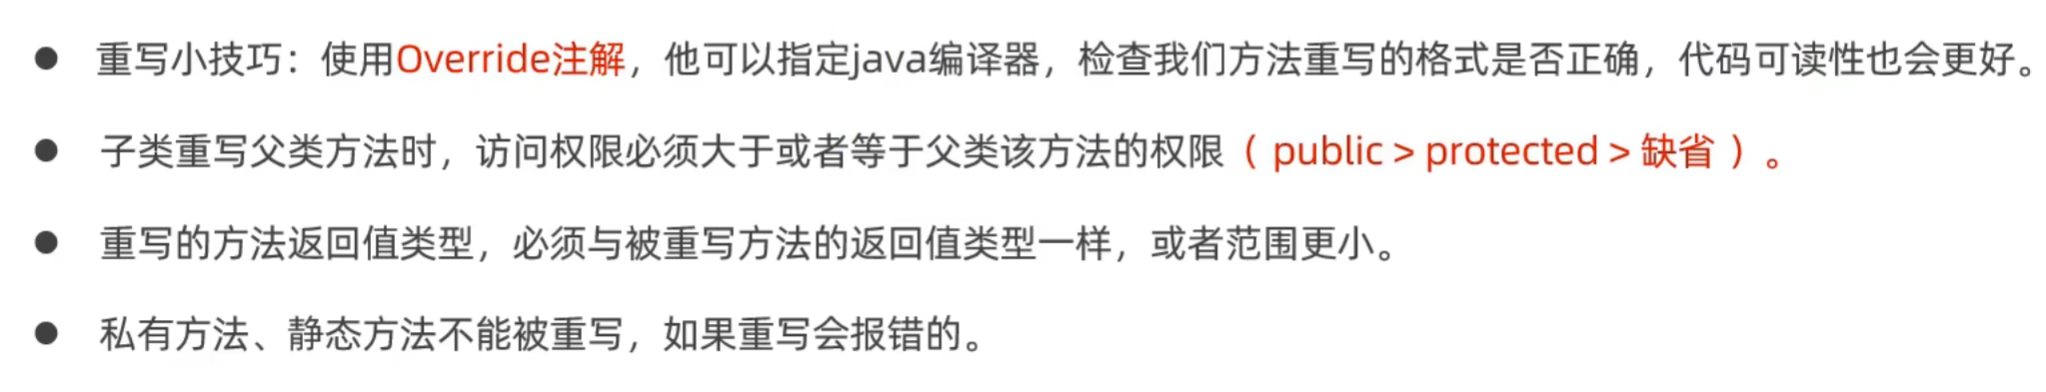 ● 重写小技巧：使用Override注解，他可以指定java编译器，检查我们方法重写的格式是否正确，代码可读性也会更好。
● 子类重写父类方法时，访问权限必须大于或者等于父类该方法的权限（ public > protected > 缺省 ）。
● 重写的方法返回值类型，必须与被重写方法的返回值类型一样，或者范围更小。
● 私有方法、静态方法不能被重写，如果重写会报错的。